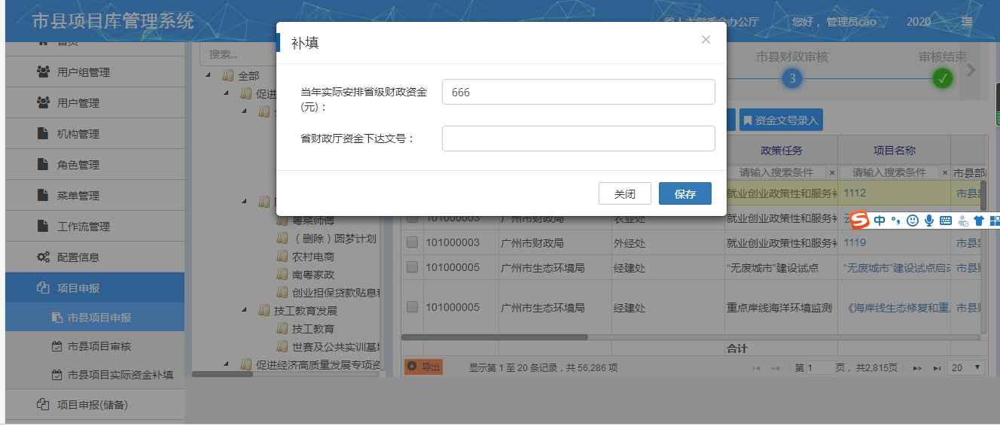 市县项目库管理系统
您好，管理员cao
2020
补填
×
当年实际安排省级财政资金
(元)：
666
省财政厅资金下达文号：
关闭
保存
首页
用户组管理
用户管理
机构管理
角色管理
菜单管理
工作流管理
配置信息
项目申报
市县项目申报
市县项目审核
市县项目实际资金补填
项目申报(储备)
搜索...
全部
促进
粤菜师傅
（删除）圆梦计划
农村电商
南粤家政
创业担保贷款贴息
技工教育发展
技工教育
世赛及公共实训基
促进经济高质量发展专项资
市县财政审核
审核结束
3
资金文号录入
政策任务
项目名称
请输入搜索条件 ×
请输入搜索条件 ×
市县部
就业创业政策性和服务补
1112
市县部
101000003
广州市财政局
农业处
就业创业政策性和服务补
中
101000003
广州市财政局
外经处
就业创业政策性和服务补
1119
市县部
101000005
广州市生态环境局
经建处
“无废城市”建设试点
“无废城市”建设试点启动
市县财
101000005
广州市生态环境局
经建处
重点岸线海洋环境监测
《海岸线生态修复和重
市县财
合计
导出
显示第 1 至 20 条记录，共 56,286 项
第 1 页，共2,815页
20